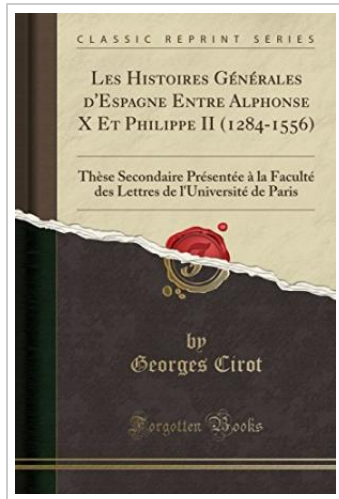 CLASSIC REPRINT SERIES
Les Histoires Générales
d'Espagne Entre Alphonse
X Et Philippe II (1284-1556)
Thèse Secondaire Présentée à la Faculté
des Lettres de l'Université de Paris
by
Georges Cirot
Forgotten Books